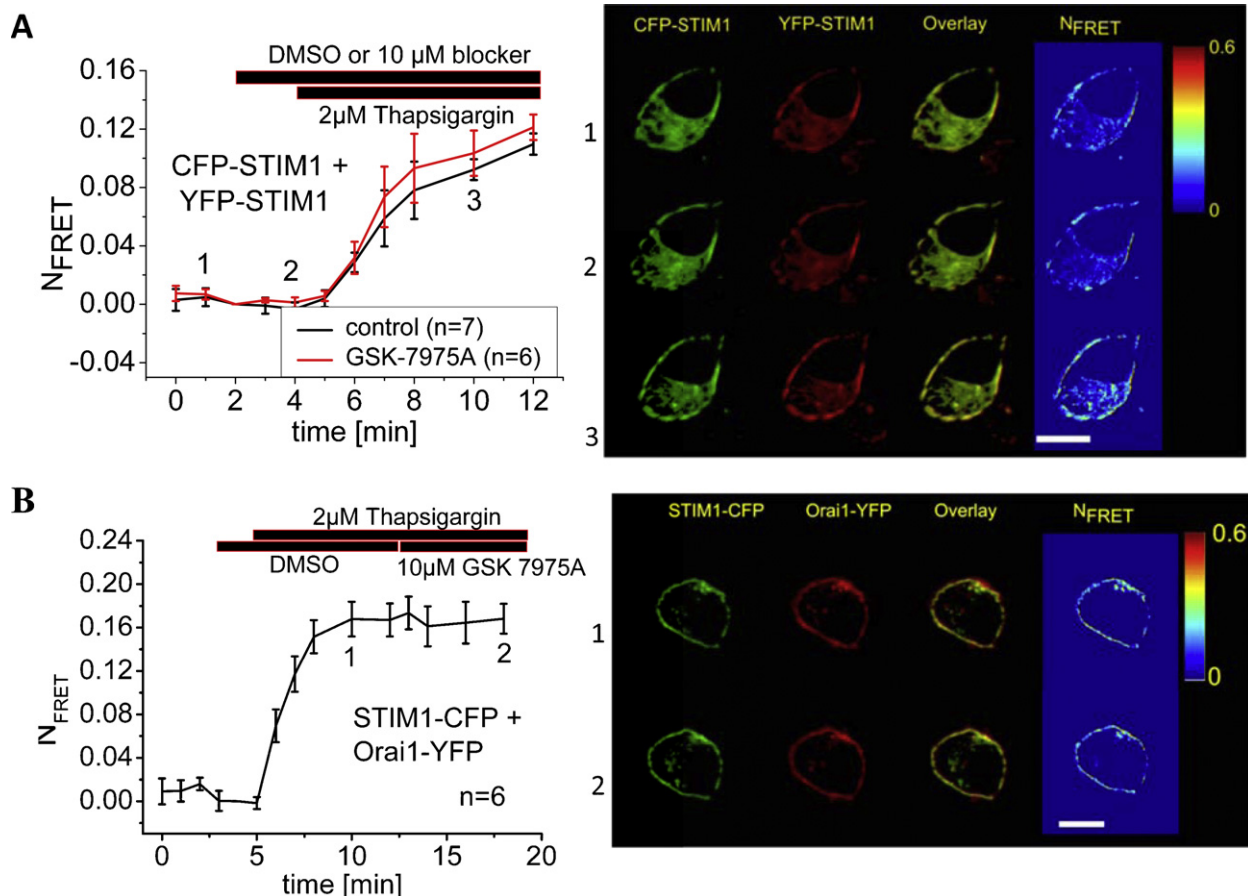 A
DMSO or 10 µM blocker
2µM Thapsigargin
CFP-STIM1 +
YFP-STIM1
1
2
3
0.16
0.12
0.08
0.04
0.00
-0.04
N_FRET
control (n=7)
GSK-7975A (n=6)
0 2 4 6 8 10 12
time [min]
CFP-STIM1 YFP-STIM1 Overlay N_FRET
0.6
0
1
2
3
B
2µM Thapsigargin
DMSO
10µM GSK 7975A
0.24
0.20
0.16
0.12
0.08
0.04
0.00
N_FRET
1
2
STIM1-CFP +
Orai1-YFP
n=6
0 5 10 15 20
time [min]
STIM1-CFP Orai1-YFP Overlay N_FRET
0.6
0
1
2